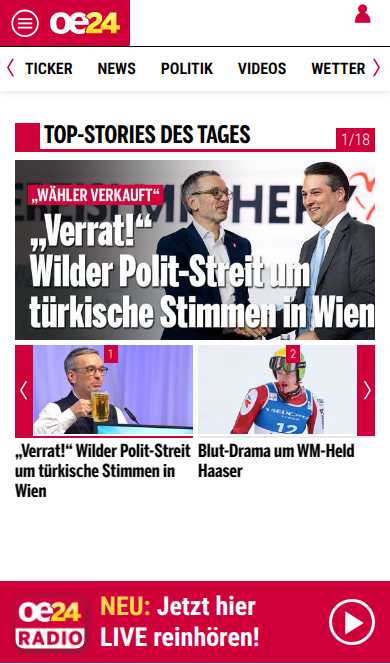 oe24
TICKER NEWS POLITIK VIDEOS WETTER
TOP-STORIES DES TAGES
1/18
„WÄHLER VERKAUFT“
„Verrat!“
Wilder Polit-Streit um
türkische Stimmen in Wien
1
2
12
„Verrat!“ Wilder Polit-Streit
um türkische Stimmen in
Wien
Blut-Drama um WM-Held
Haaser
oe24
RADIO
NEU: Jetzt hier
LIVE reinhören!